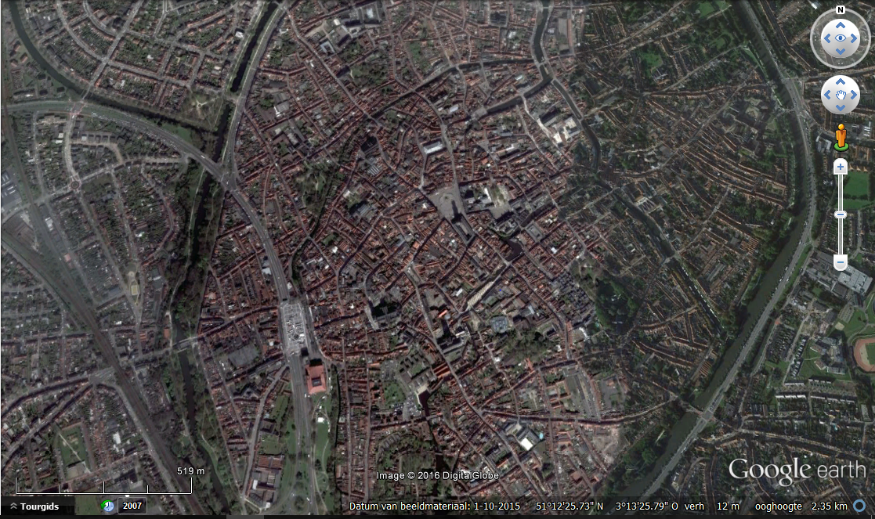 N
519 m
Image © 2016 DigitalGlobe
Google earth
Tourgids 2007 Datum van beeldmateriaal: 1-10-2015 51°12'25.73" N 3°13'25.79" O verh 12 m ooghoogte 2.35 km